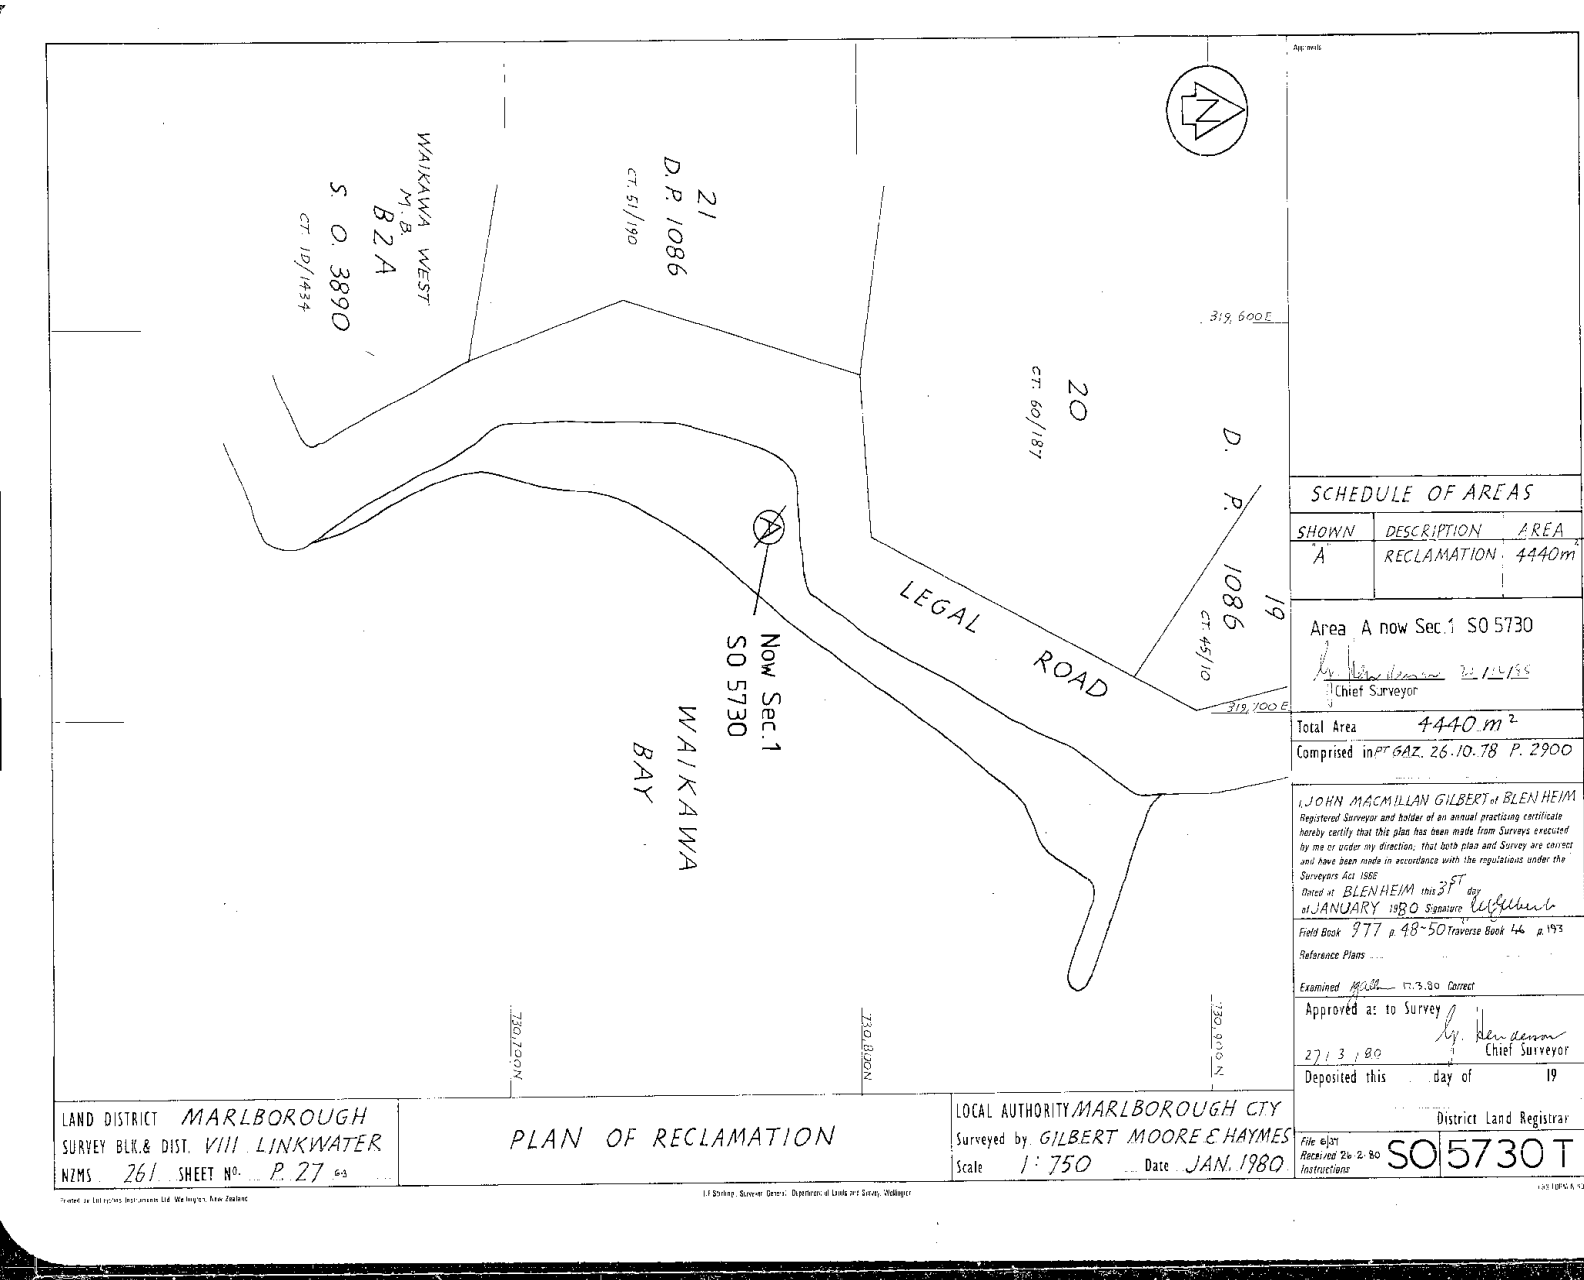 Approvals
N
WAIKAWA WEST
M.B.
B 2 A
S. O. 3890
CT. 1D/1434
21
D.P. 1086
CT. 51/190
20
CT. 60/187
D. P. 1086
19
CT. 45/10
319,600E
319,700E
LEGAL ROAD
A
Now Sec.1
SO 5730
WAIKAWA
BAY
730,700N
730,800N
730,900N
SCHEDULE OF AREAS
SHOWN DESCRIPTION AREA
"A" RECLAMATION 4440m²
Area A now Sec.1 SO 5730
Chief Surveyor
Total Area 4440 m²
Comprised in PT GAZ. 26.10.78 P. 2900
I, JOHN MACMILLAN GILBERT of BLENHEIM
Registered Surveyor and holder of an annual practising certificate
hereby certify that this plan has been made from Surveys executed
by me or under my direction; that both plan and Survey are correct
and have been made in accordance with the regulations under the
Surveyors Act 1966
Dated at BLENHEIM this 31ST day
of JANUARY 1980 Signature
Field Book 977 p. 48-50 Traverse Book 46 p. 193
Reference Plans
Examined 17.3.80 Correct
Approved as to Survey
27/3/80 Chief Surveyor
Deposited this day of 19
District Land Registrar
File 6/37
Received 26.2.80
Instructions
SO 5730 T
LAND DISTRICT MARLBOROUGH
SURVEY BLK. & DIST. VIII LINKWATER
NZMS 261 SHEET No. P. 27
PLAN OF RECLAMATION
LOCAL AUTHORITY MARLBOROUGH CTY
Surveyed by GILBERT MOORE & HAYMES
Scale 1:750 Date JAN. 1980